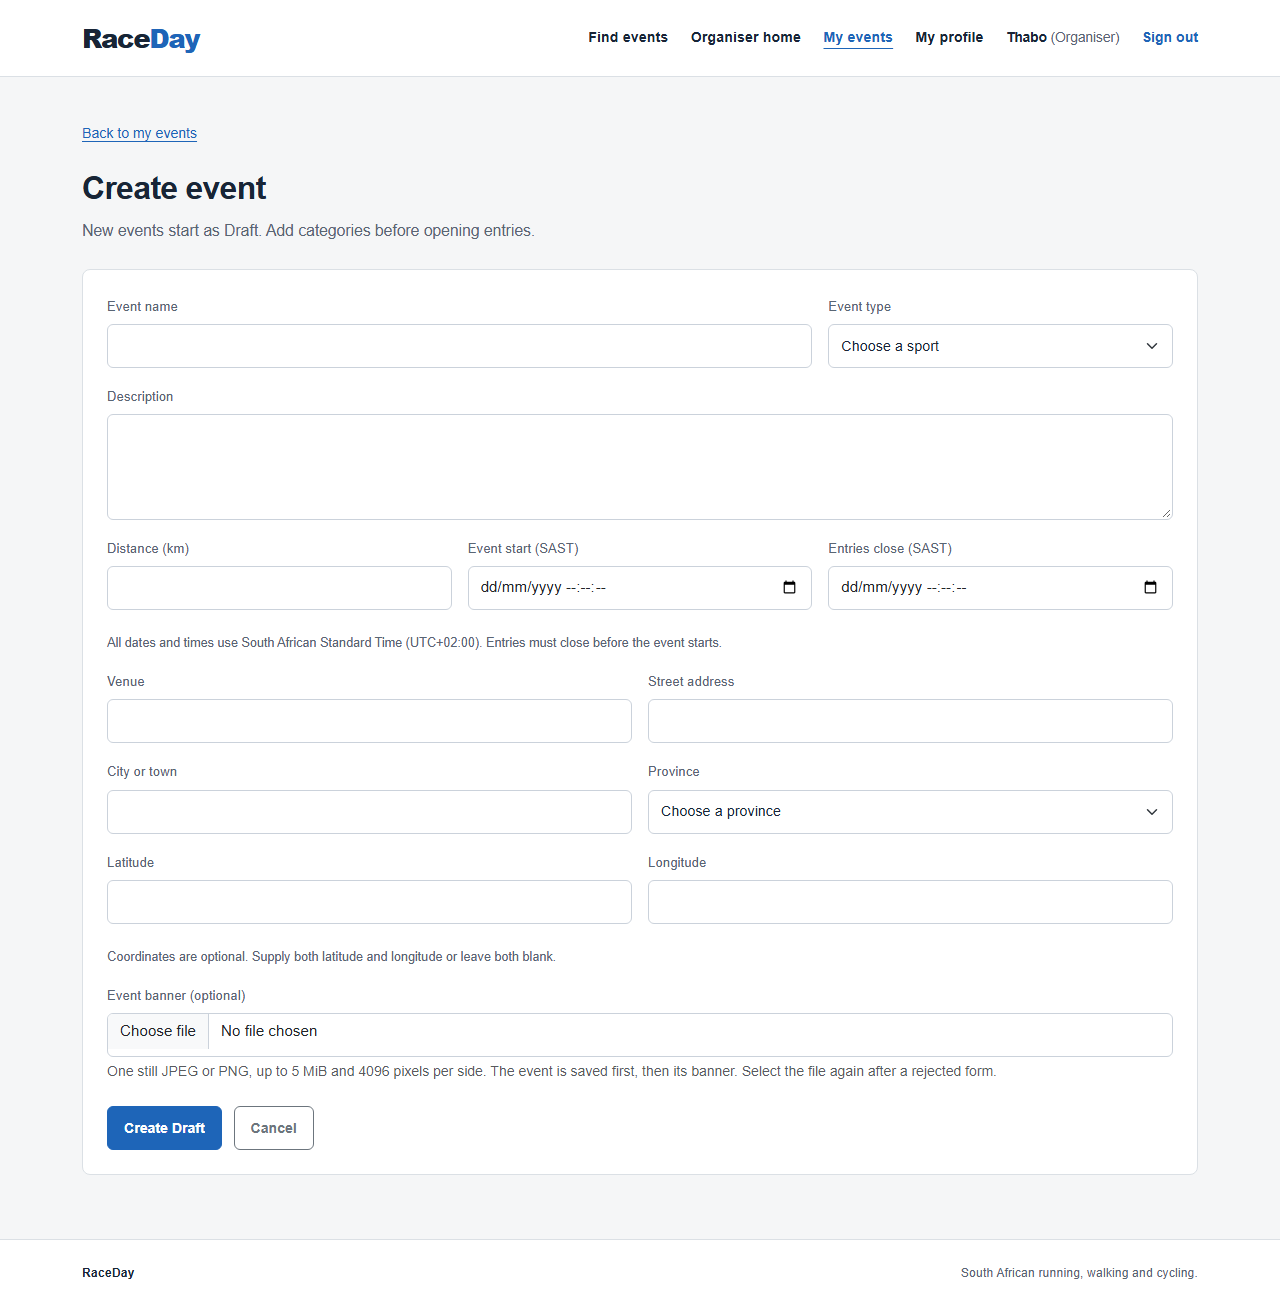 RaceDay
Find events Organiser home My events My profile Thabo (Organiser) Sign out
Back to my events
Create event
New events start as Draft. Add categories before opening entries.
Event name Event type
Choose a sport
Description
Distance (km) Event start (SAST) Entries close (SAST)
dd/mm/yyyy --:--:-- dd/mm/yyyy --:--:--
All dates and times use South African Standard Time (UTC+02:00). Entries must close before the event starts.
Venue Street address
City or town Province
Choose a province
Latitude Longitude
Coordinates are optional. Supply both latitude and longitude or leave both blank.
Event banner (optional)
Choose file No file chosen
One still JPEG or PNG, up to 5 MiB and 4096 pixels per side. The event is saved first, then its banner. Select the file again after a rejected form.
Create Draft Cancel
RaceDay South African running, walking and cycling.